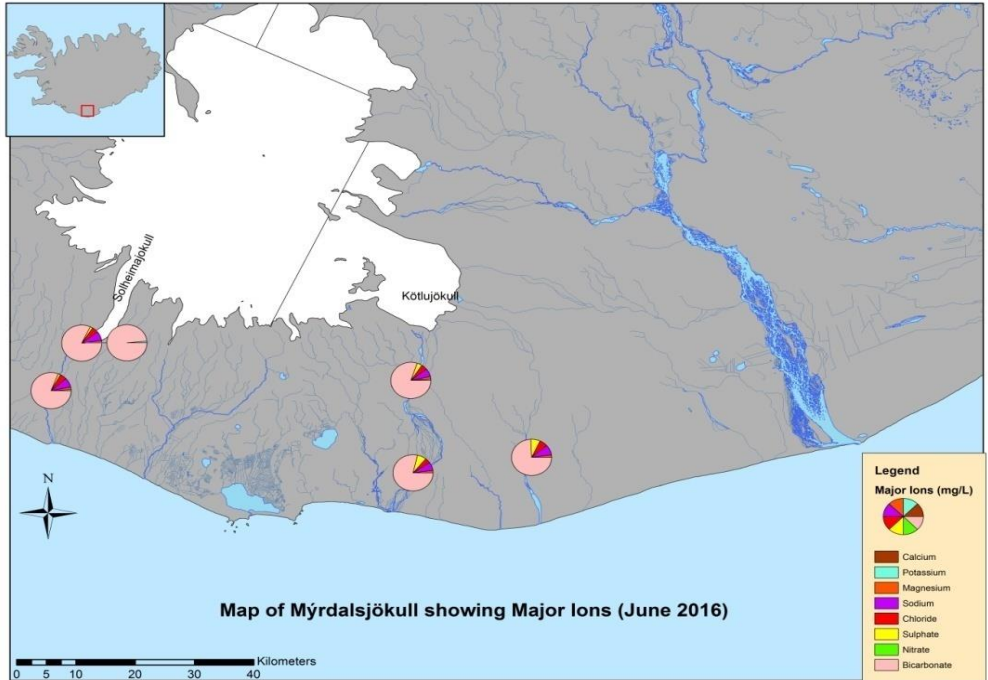 Solheimajokull
Kötlujökull
N
Map of Mýrdalsjökull showing Major Ions (June 2016)
Kilometers
0 5 10 20 30 40
Legend
Major Ions (mg/L)
Calcium
Potassium
Magnesium
Sodium
Chloride
Sulphate
Nitrate
Bicarbonate